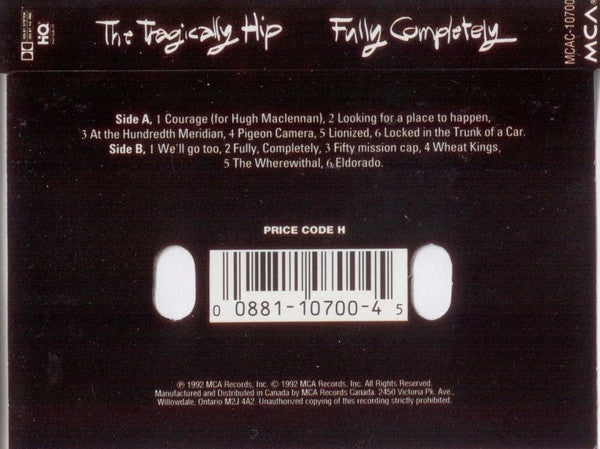 DOLBY SYSTEM
HQ
The Tragically Hip Fully Completely
MCAC-10700
MCA
Side A, 1 Courage (for Hugh Maclennan), 2 Looking for a place to happen,
3 At the Hundredth Meridian, 4 Pigeon Camera, 5 Lionized, 6 Locked in the Trunk of a Car.
Side B, 1 We'll go too, 2 Fully, Completely, 3 Fifty mission cap, 4 Wheat Kings,
5 The Wherewithal, 6 Eldorado.
PRICE CODE H
0 0881-10700-4 5
℗ 1992 MCA Records, Inc. © 1992 MCA Records, Inc. All Rights Reserved.
Manufactured and Distributed in Canada by MCA Records Canada. 2450 Victoria Pk. Ave.,
Willowdale, Ontario M2J 4A2. Unauthorized copying of this recording strictly prohibited.